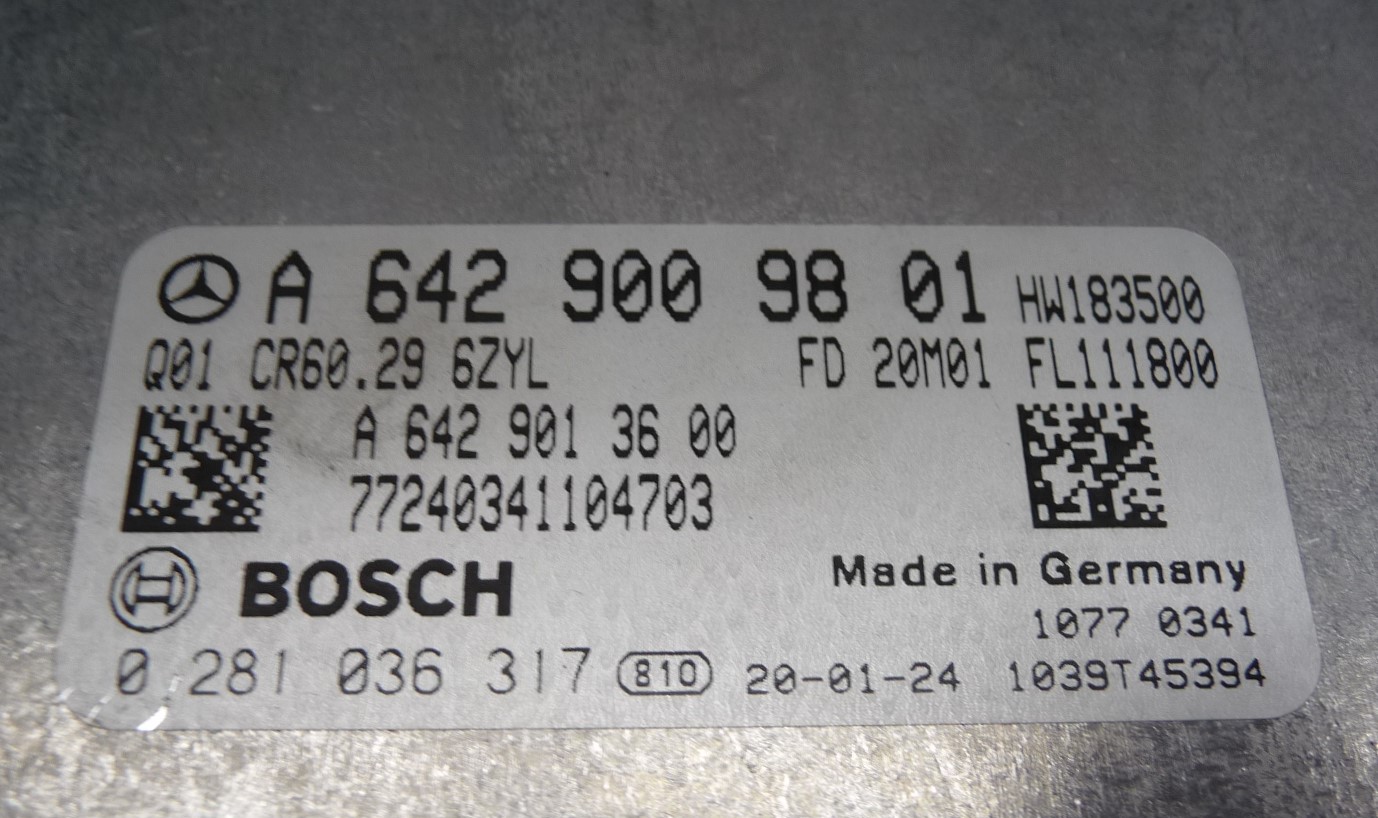 A 642 900 98 01 HW183500
Q01 CR60.29 6ZYL FD 20M01 FL111800
A 642 901 36 00
77240341104703
BOSCH
Made in Germany
1077 0341
0 281 036 317 810 20-01-24 1039T45394